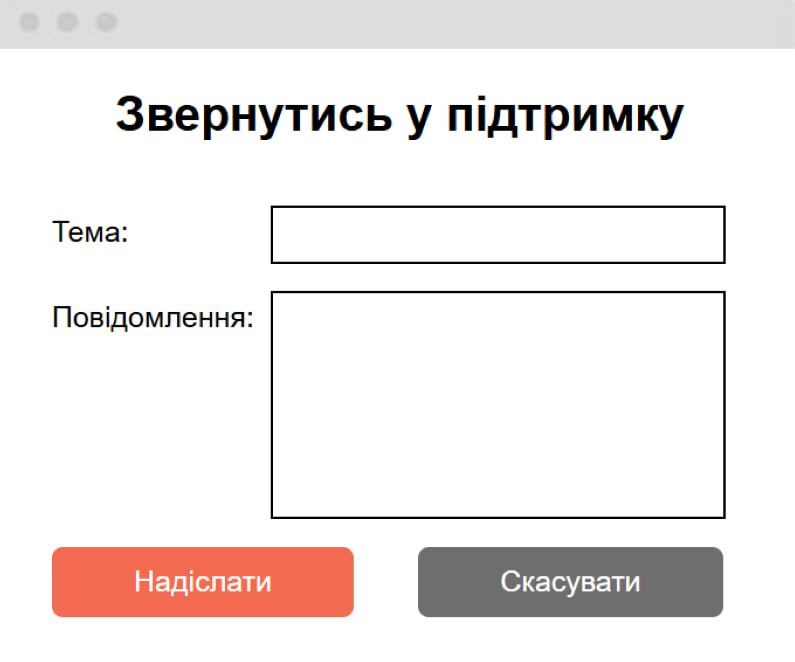 Звернутись у підтримку
Тема:
Повідомлення:
Надіслати
Скасувати